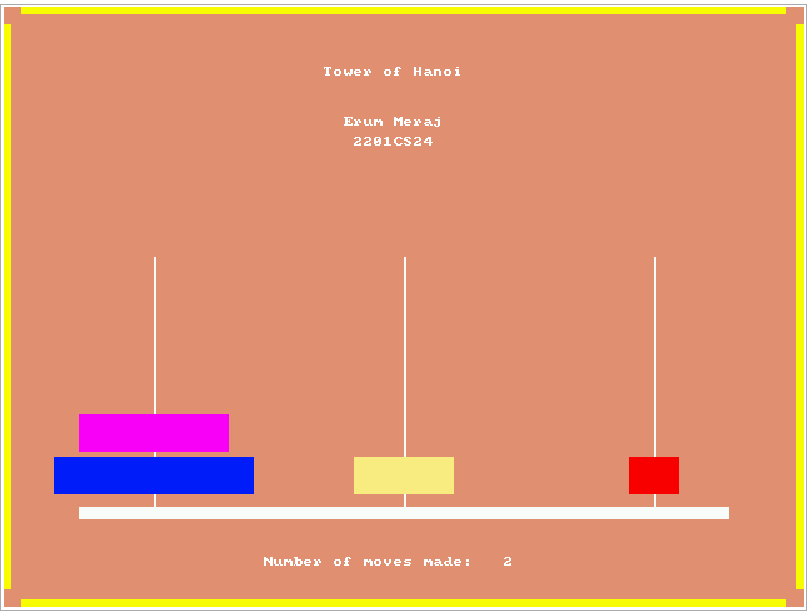 Tower of Hanoi
Erum Meraj
2201CS24
Number of moves made: 2